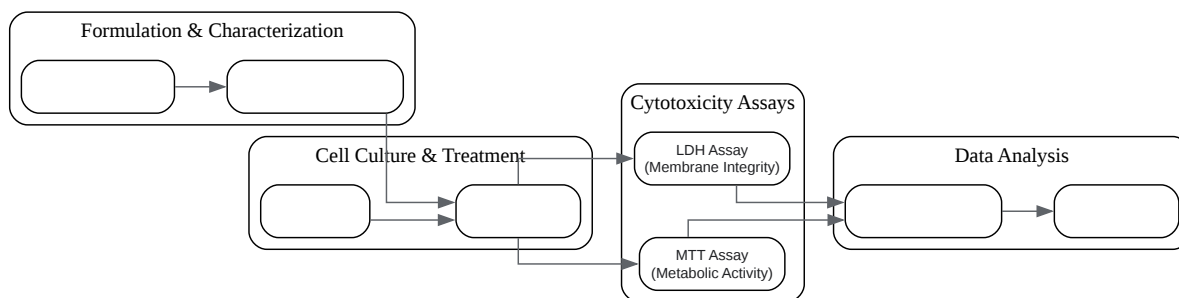 Formulation & Characterization
Cytotoxicity Assays
LDH Assay
(Membrane Integrity)
Cell Culture & Treatment
Data Analysis
MTT Assay
(Metabolic Activity)